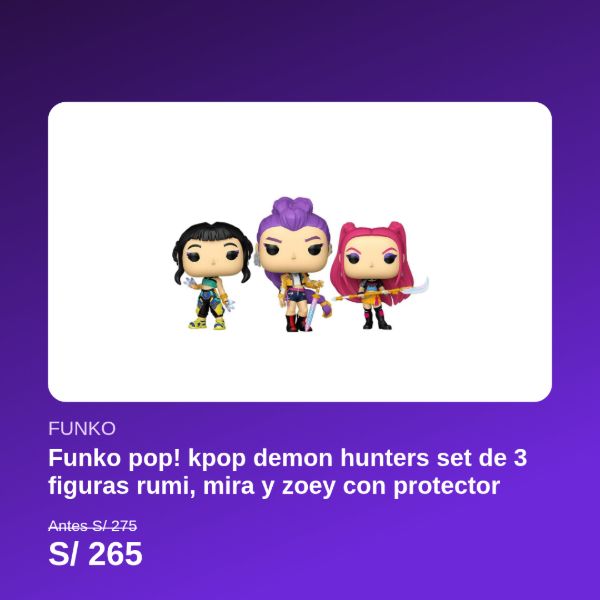 FUNKO
Funko pop! kpop demon hunters set de 3
figuras rumi, mira y zoey con protector
Antes S/ 275
S/ 265